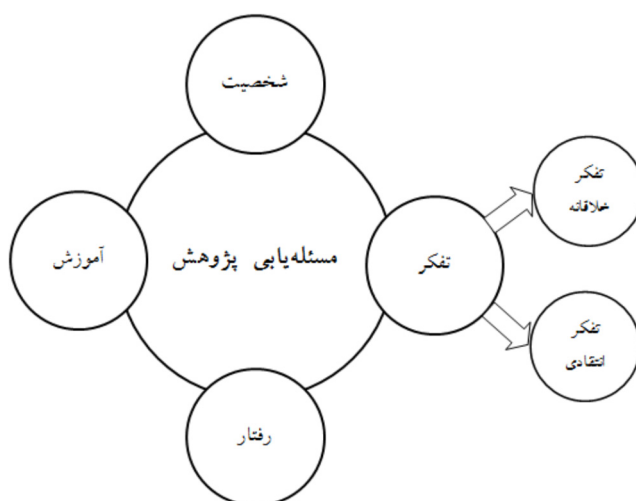 شخصیت
تفکر
خلاقانه
آموزش
مسئله‌یابی پژوهش
تفکر
تفکر
انتقادی
رفتار